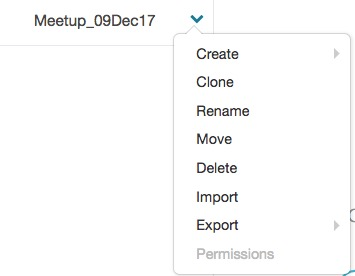 Meetup_09Dec17
Create
Clone
Rename
Move
Delete
Import
Export
Permissions